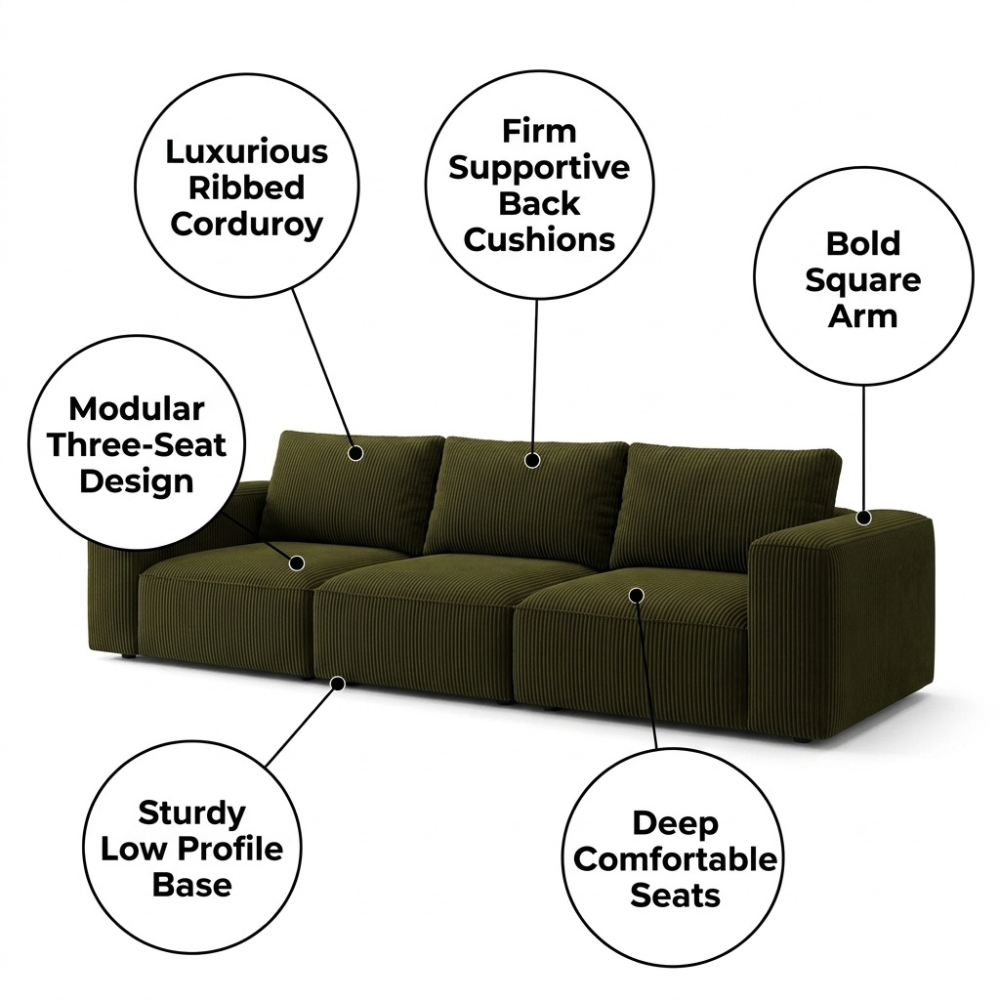 Luxurious
Ribbed
Corduroy
Firm
Supportive
Back
Cushions
Bold
Square
Arm
Modular
Three-Seat
Design
Sturdy
Low Profile
Base
Deep
Comfortable
Seats